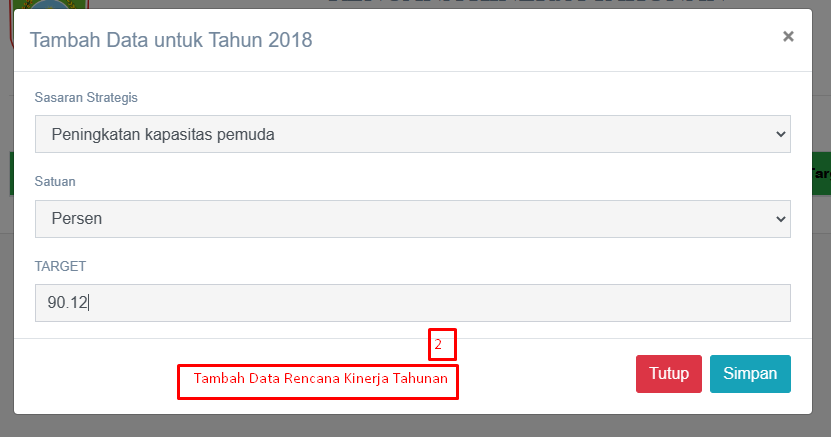 Tambah Data untuk Tahun 2018
×
Sasaran Strategis
Peningkatan kapasitas pemuda
Satuan
Persen
TARGET
90.12
2
Tambah Data Rencana Kinerja Tahunan
Tutup Simpan